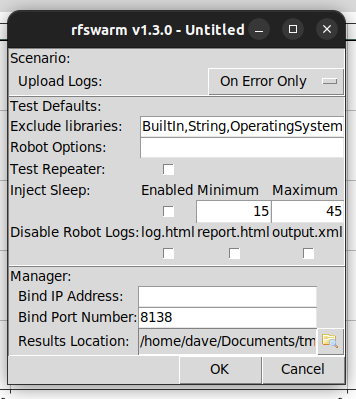 rfswarm v1.3.0 - Untitled
Scenario:
Upload Logs: On Error Only
Test Defaults:
Exclude libraries: BuiltIn,String,OperatingSystem
Robot Options:
Test Repeater:
Inject Sleep: Enabled Minimum Maximum
15 45
Disable Robot Logs: log.html report.html output.xml
Manager:
Bind IP Address:
Bind Port Number: 8138
Results Location: /home/dave/Documents/tm
OK Cancel